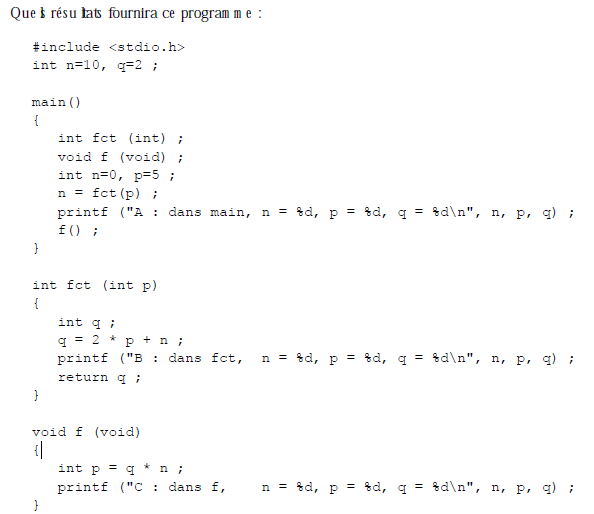 Quels résultats fournira ce programme :
#include <stdio.h>
int n=10, q=2 ;
main()
{
int fct (int) ;
void f (void) ;
int n=0, p=5 ;
n = fct(p) ;
printf ("A : dans main, n = %d, p = %d, q = %d\n", n, p, q) ;
f() ;
}
int fct (int p)
{
int q ;
q = 2 * p + n ;
printf ("B : dans fct,  n = %d, p = %d, q = %d\n", n, p, q) ;
return q ;
}
void f (void)
{
int p = q * n ;
printf ("C : dans f,    n = %d, p = %d, q = %d\n", n, p, q) ;
}